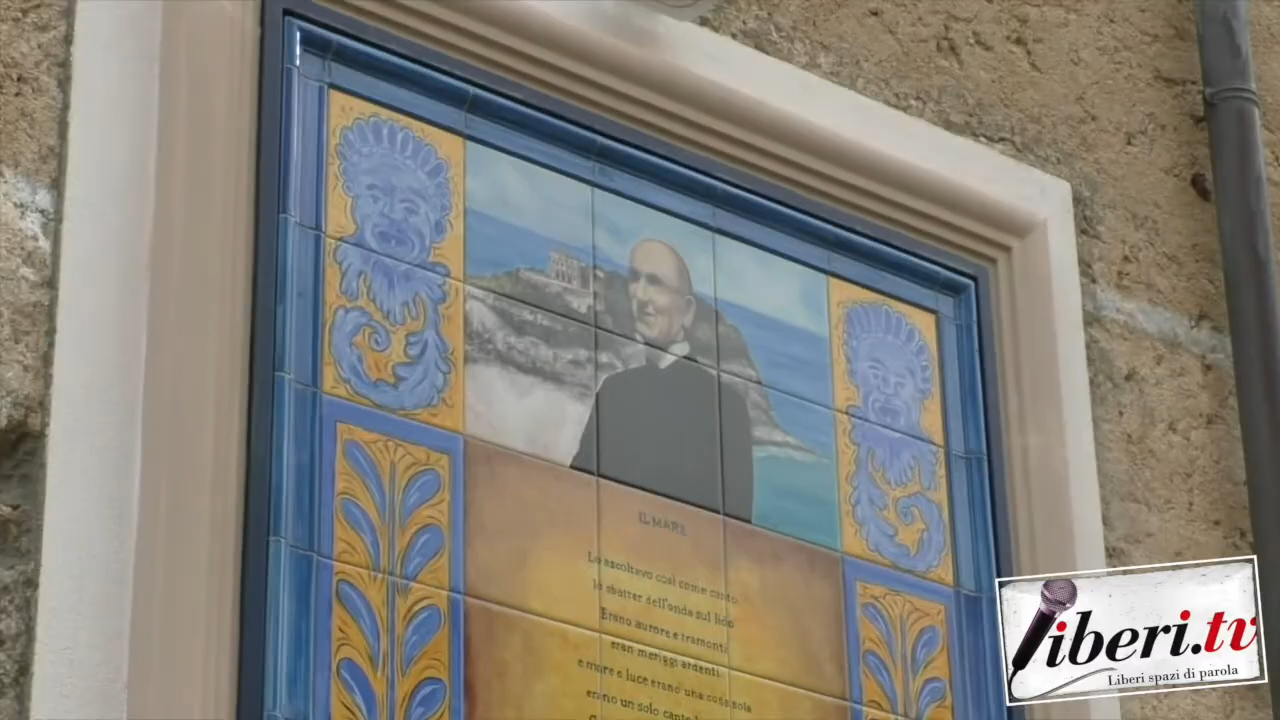 IL MARE
Lo ascoltavo così come canto
lo sbatter dell'onda sul lido
Erano aurore e tramonti
eran meriggi ardenti
e mare e luce erano una cosa sola
erano un solo canto
liberi.tv
Liberi spazi di parola